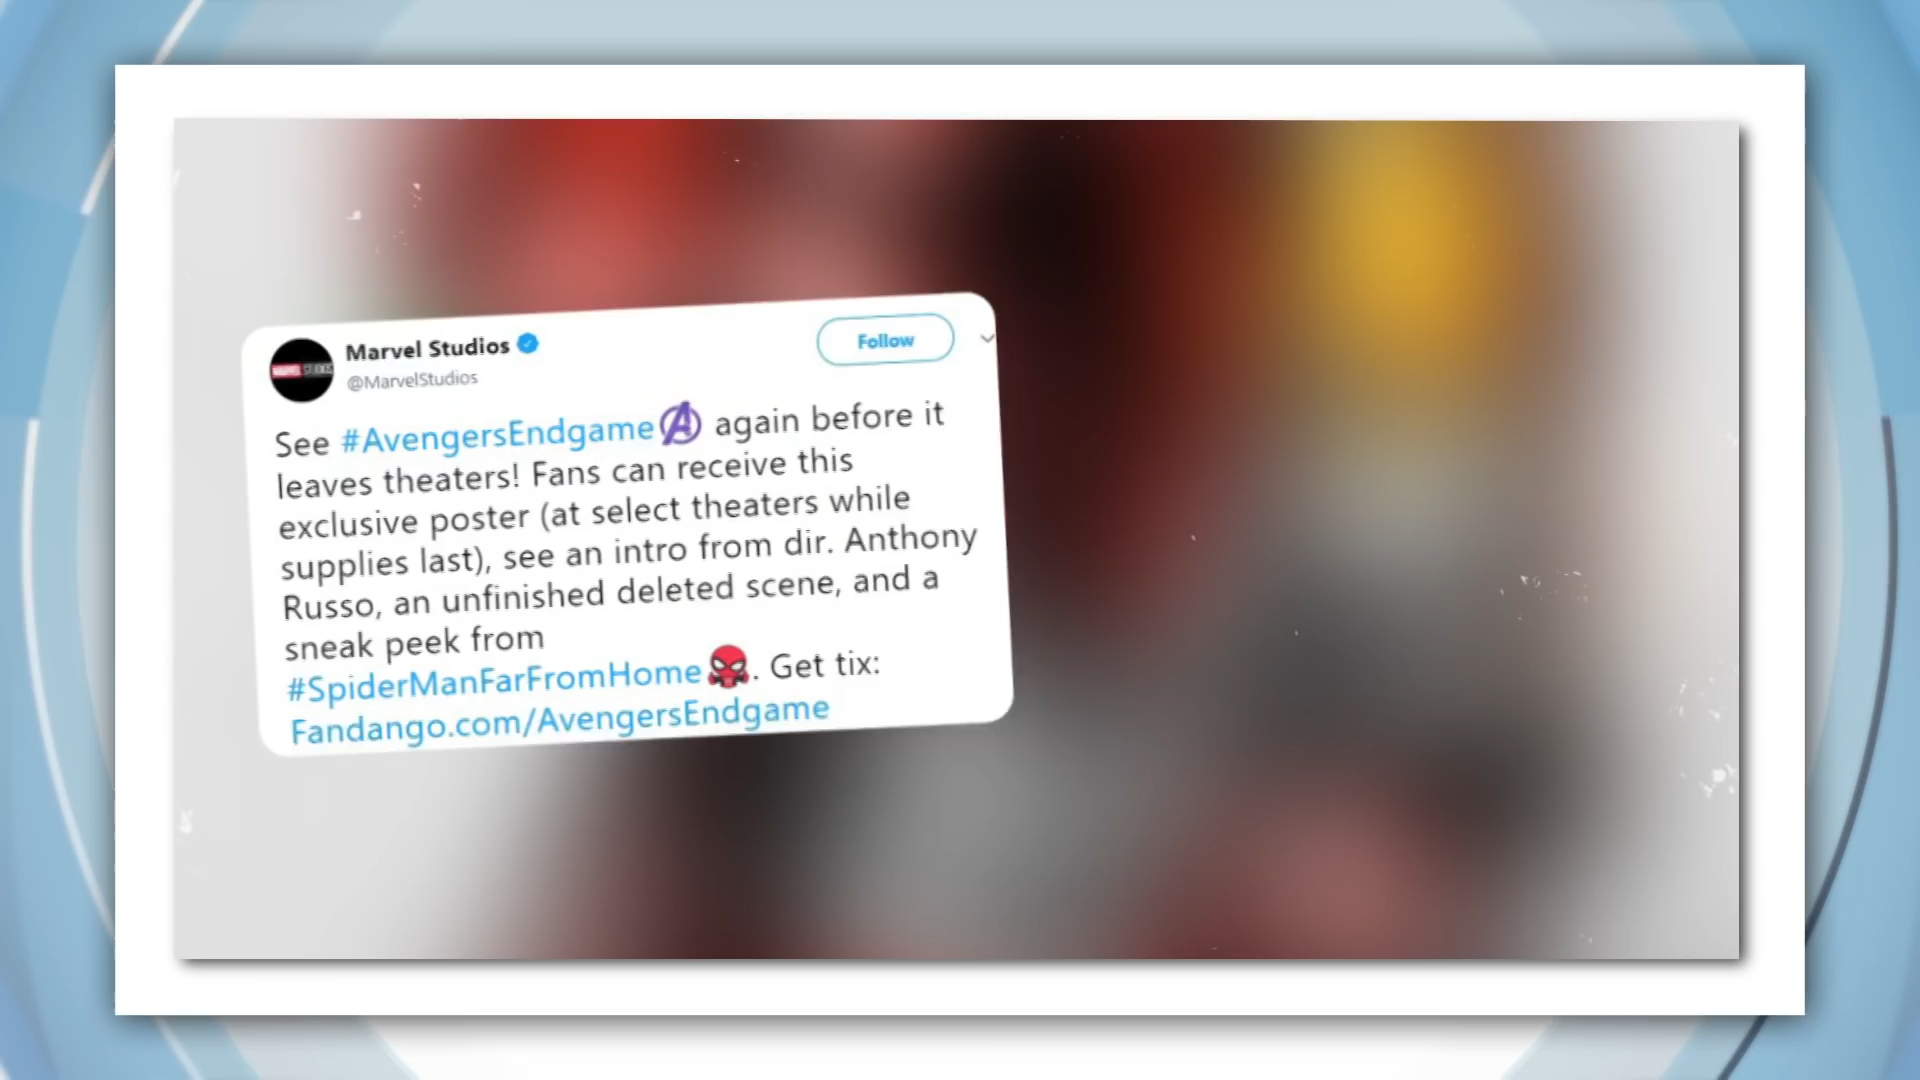 MARVEL STUDIOS
Marvel Studios
@MarvelStudios
Follow
See #AvengersEndgame again before it
leaves theaters! Fans can receive this
exclusive poster (at select theaters while
supplies last), see an intro from dir. Anthony
Russo, an unfinished deleted scene, and a
sneak peek from
#SpiderManFarFromHome. Get tix:
Fandango.com/AvengersEndgame